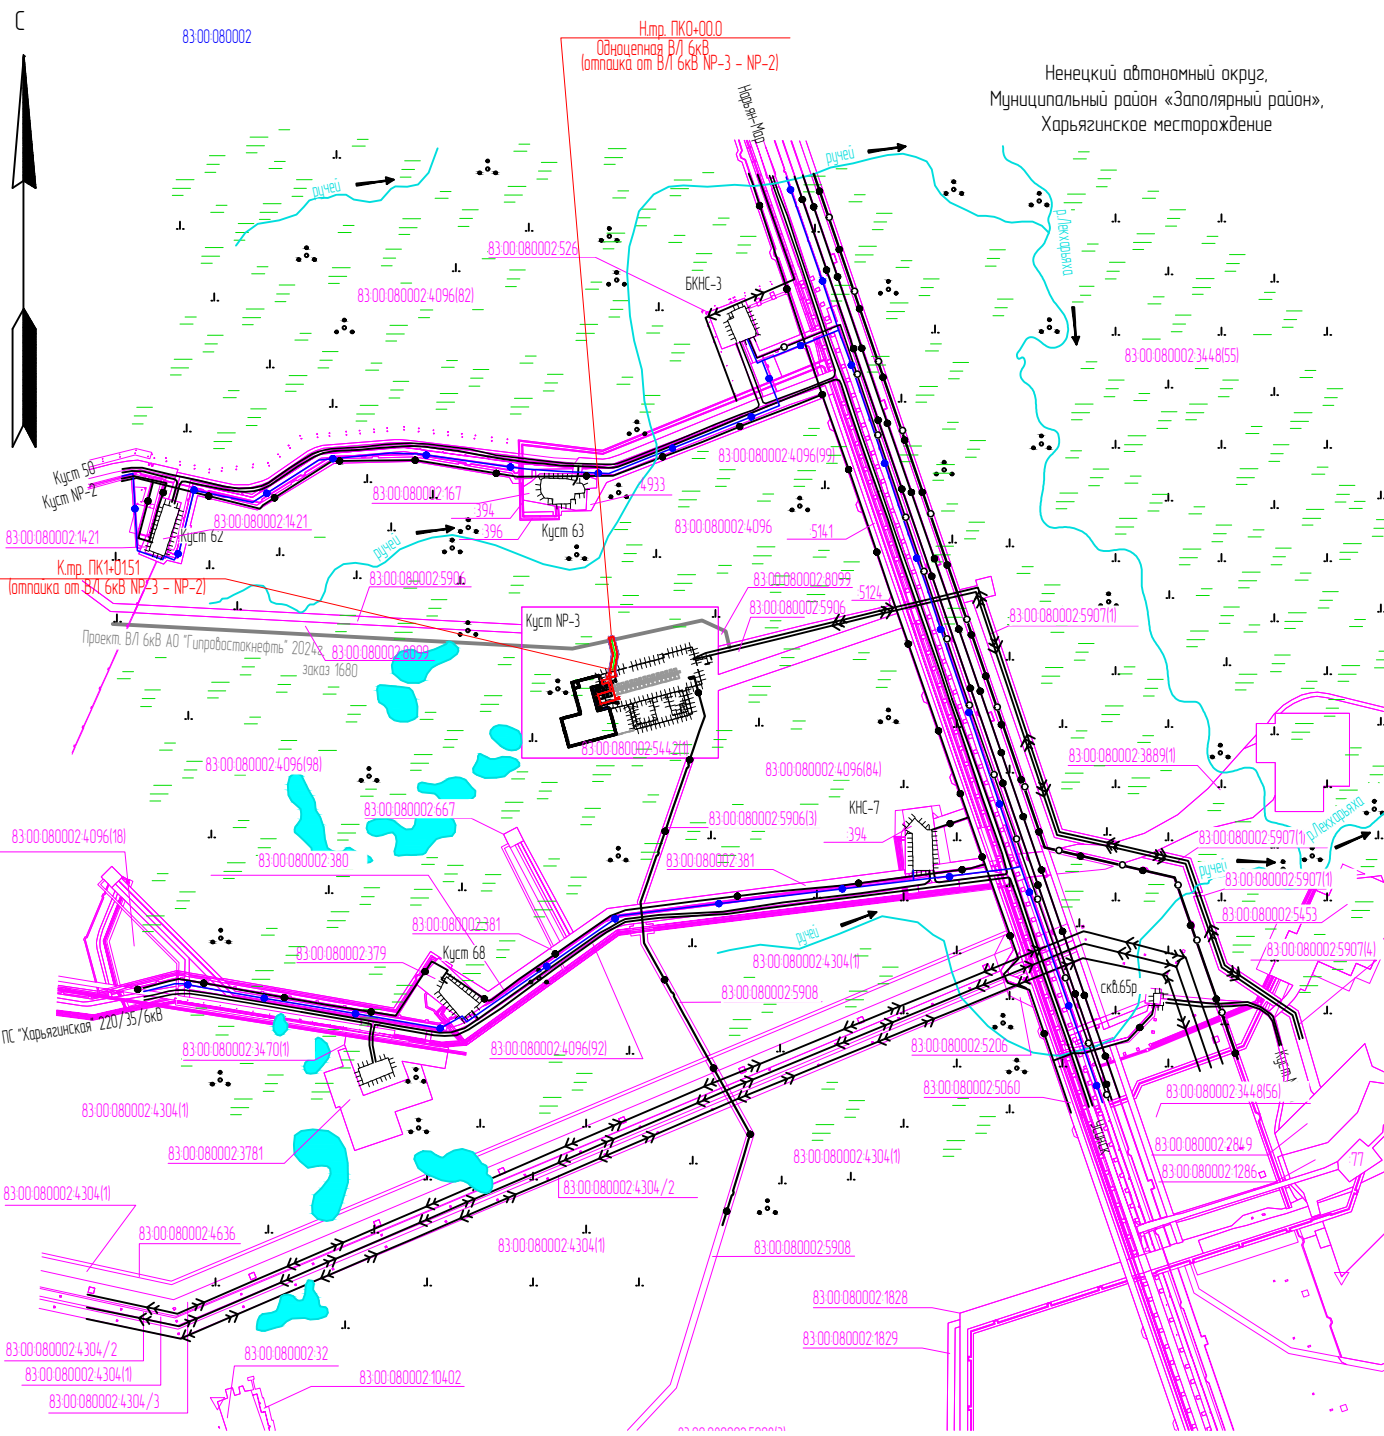 С
83:00:080002
Н.тр. ПК0+00.0
Одноцепная ВЛ 6кВ
(отпайка от ВЛ 6кВ NP-3 - NP-2)
Ненецкий автономный округ,
Муниципальный район «Заполярный район»,
Харьягинское месторождение
Нарьян-Мар
ручей
ручей
р.Лекхарьяха
83:00:080002:526
БКНС-3
83:00:080002:4096(82)
83:00:080002:3448(55)
Куст 50
Куст NP-2
83:00:080002:4096(99)
83:00:080002:167
:394
:396
:4933
Куст 63
83:00:080002:4096
:5141
83:00:080002:1421
83:00:080002:1421
Куст 62
ручей
К.тр. ПК1+01.51
(отпайка от ВЛ 6кВ NP-3 - NP-2)
83:00:080002:5906
83:00:080002:8099
:5124
83:00:080002:5906
83:00:080002:5907(1)
Куст NP-3
Проект. ВЛ 6кВ АО "Гипровостокнефть" 2024г.
заказ 1680
83:00:080002:8099
83:00:080002:5442(1)
83:00:080002:4096(98)
83:00:080002:4096(84)
83:00:080002:3889(1)
83:00:080002:667
83:00:080002:5906(3)
КНС-7
:394
83:00:080002:4096(18)
83:00:080002:380
83:00:080002:381
83:00:080002:5907(1)
р.Лекхарьяха
ручей
83:00:080002:5907(1)
83:00:080002:5453
83:00:080002:381
83:00:080002:379
Куст 68
ручей
83:00:080002:4304(1)
83:00:080002:5907(4)
83:00:080002:5908
скв.65р
ПС "Харьягинская" 220/35/6кВ
83:00:080002:3470(1)
83:00:080002:4096(92)
83:00:080002:5206
83:00:080002:5060
83:00:080002:3448(56)
83:00:080002:4304(1)
83:00:080002:3781
83:00:080002:2849
83:00:080002:1286
:77
83:00:080002:4304(1)
83:00:080002:4304/2
83:00:080002:4304(1)
83:00:080002:4636
83:00:080002:4304(1)
83:00:080002:5908
83:00:080002:1828
83:00:080002:1829
83:00:080002:4304/2
83:00:080002:4304(1)
83:00:080002:4304/3
83:00:080002:32
83:00:080002:10402